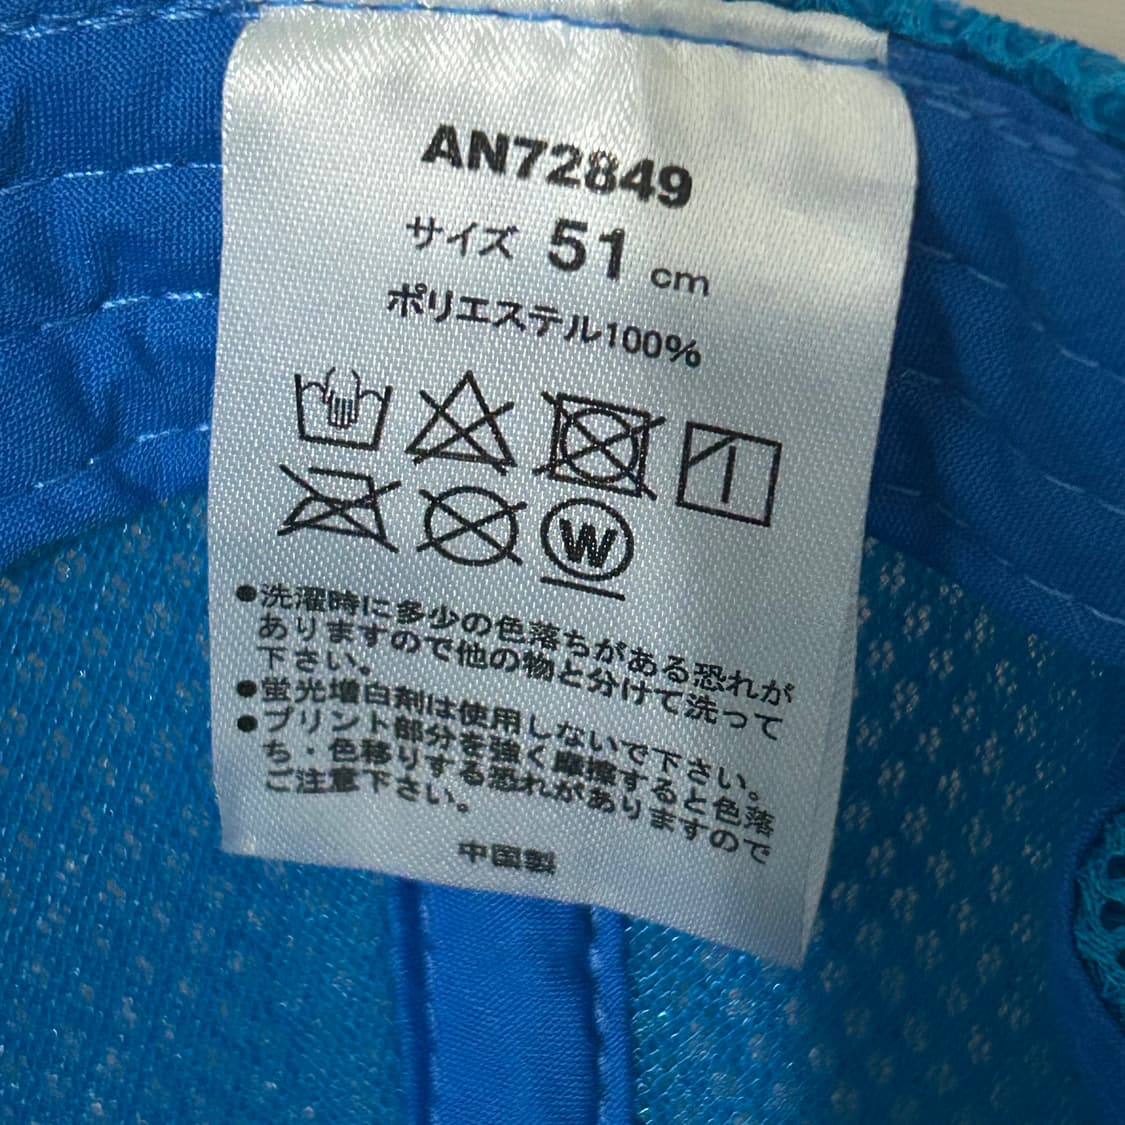 AN72849
サイズ 51 cm
ポリエステル100%
W
●洗濯時に多少の色落ちがある恐れが
ありますので他の物と分けて洗って
下さい。
●蛍光増白剤は使用しないで下さい。
●プリント部分を強く摩擦すると色落
ち・色移りする恐れがありますので
ご注意下さい。
中国製